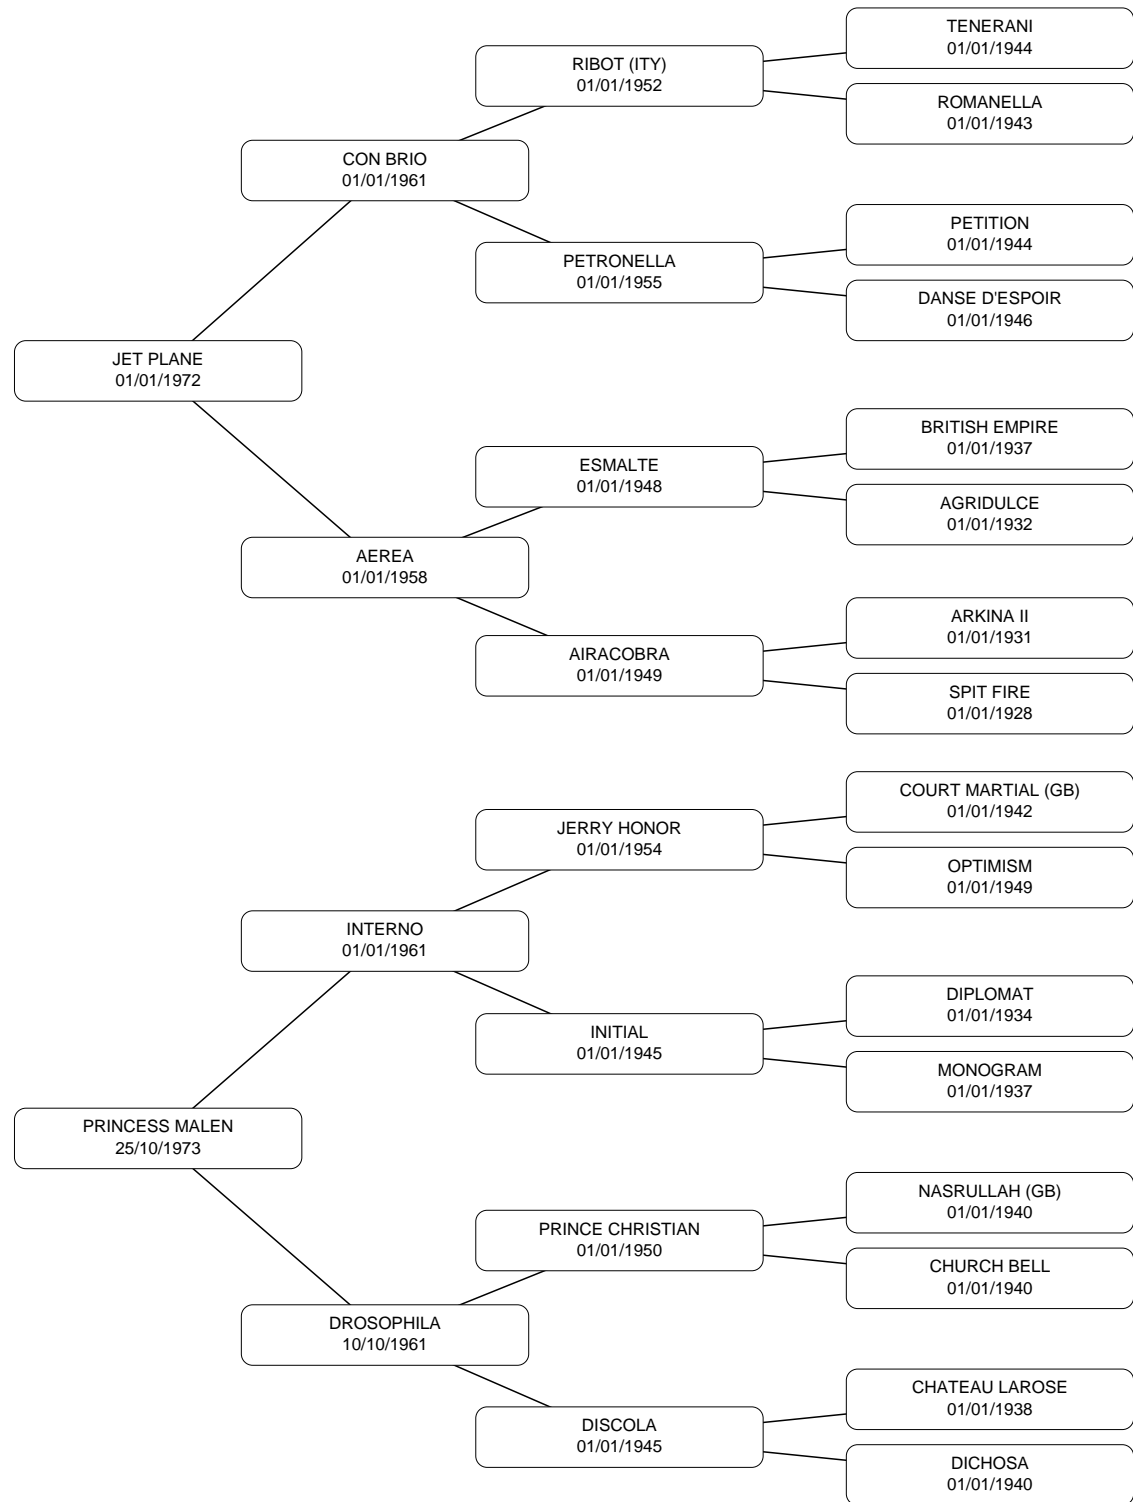 TENERANI
01/01/1944
RIBOT (ITY)
01/01/1952
ROMANELLA
01/01/1943
CON BRIO
01/01/1961
PETITION
01/01/1944
PETRONELLA
01/01/1955
DANSE D'ESPOIR
01/01/1946
JET PLANE
01/01/1972
BRITISH EMPIRE
01/01/1937
ESMALTE
01/01/1948
AGRIDULCE
01/01/1932
AEREA
01/01/1958
ARKINA II
01/01/1931
AIRACOBRA
01/01/1949
SPIT FIRE
01/01/1928
COURT MARTIAL (GB)
01/01/1942
JERRY HONOR
01/01/1954
OPTIMISM
01/01/1949
INTERNO
01/01/1961
DIPLOMAT
01/01/1934
INITIAL
01/01/1945
MONOGRAM
01/01/1937
PRINCESS MALEN
25/10/1973
NASRULLAH (GB)
01/01/1940
PRINCE CHRISTIAN
01/01/1950
CHURCH BELL
01/01/1940
DROSOPHILA
10/10/1961
CHATEAU LAROSE
01/01/1938
DISCOLA
01/01/1945
DICHOSA
01/01/1940